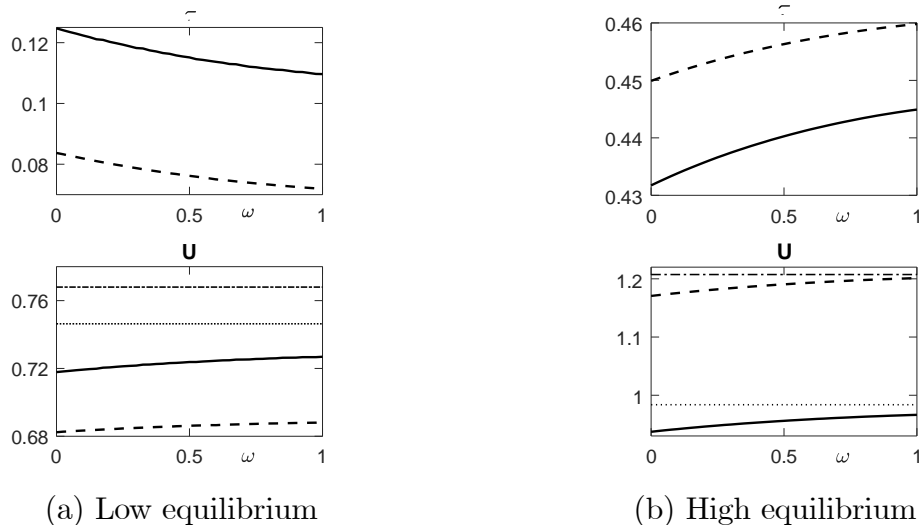 τ
0.12
0.1
0.08
0
0.5
ω
1
U
0.76
0.72
0.68
0
0.5
ω
1
(a) Low equilibrium
τ
0.46
0.45
0.44
0.43
0
0.5
ω
1
U
1.2
1.1
1
0
0.5
ω
1
(b) High equilibrium